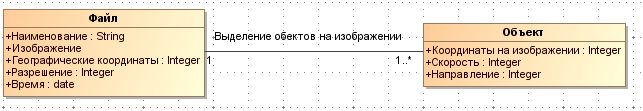 Файл
+Наименование : String
+Изображение
+Географические координаты : Integer
+Разрешение : Integer
+Время : date
Выделение обектов на изображении
1
1..*
Объект
+Координаты на изображении : Integer
+Скорость : Integer
+Направление : Integer